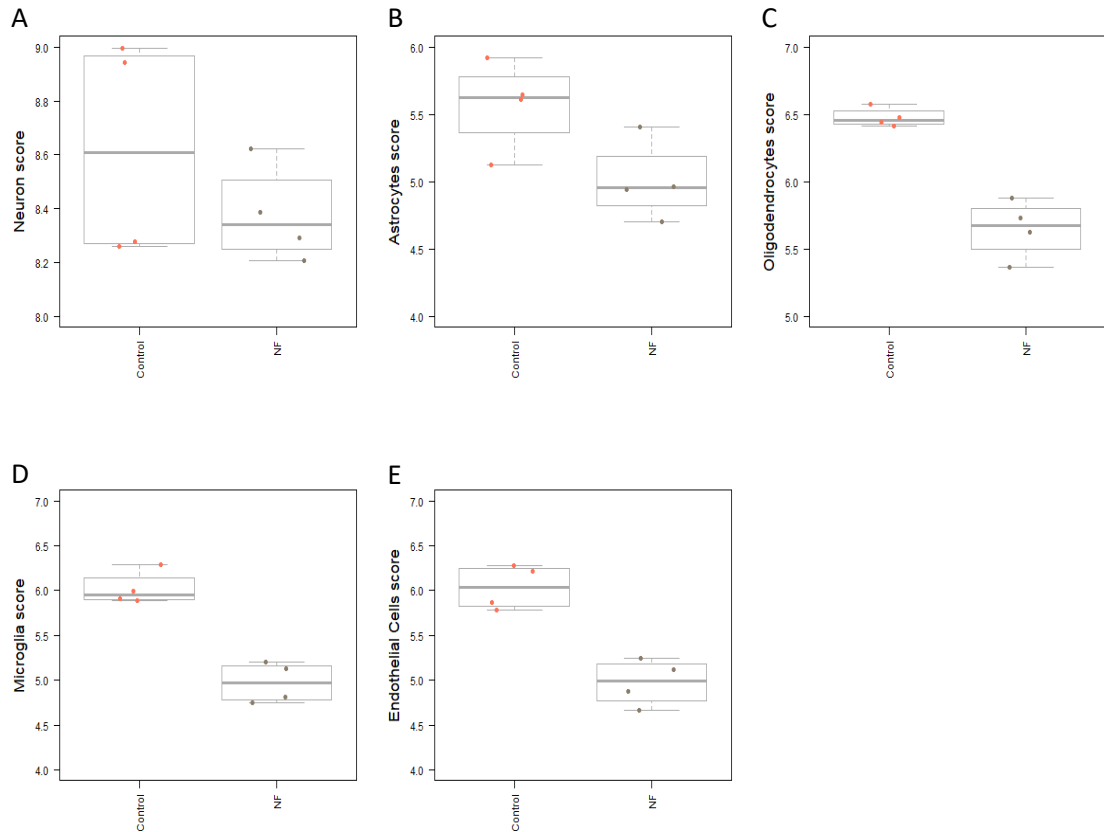 A
Neuron score
9.0
8.8
8.6
8.4
8.2
8.0
Control
NF
B
Astrocytes score
6.0
5.5
5.0
4.5
4.0
Control
NF
C
Oligodendrocytes score
7.0
6.5
6.0
5.5
5.0
Control
NF
D
Microglia score
7.0
6.5
6.0
5.5
5.0
4.5
4.0
Control
NF
E
Endothelial Cells score
7.0
6.5
6.0
5.5
5.0
4.5
4.0
Control
NF